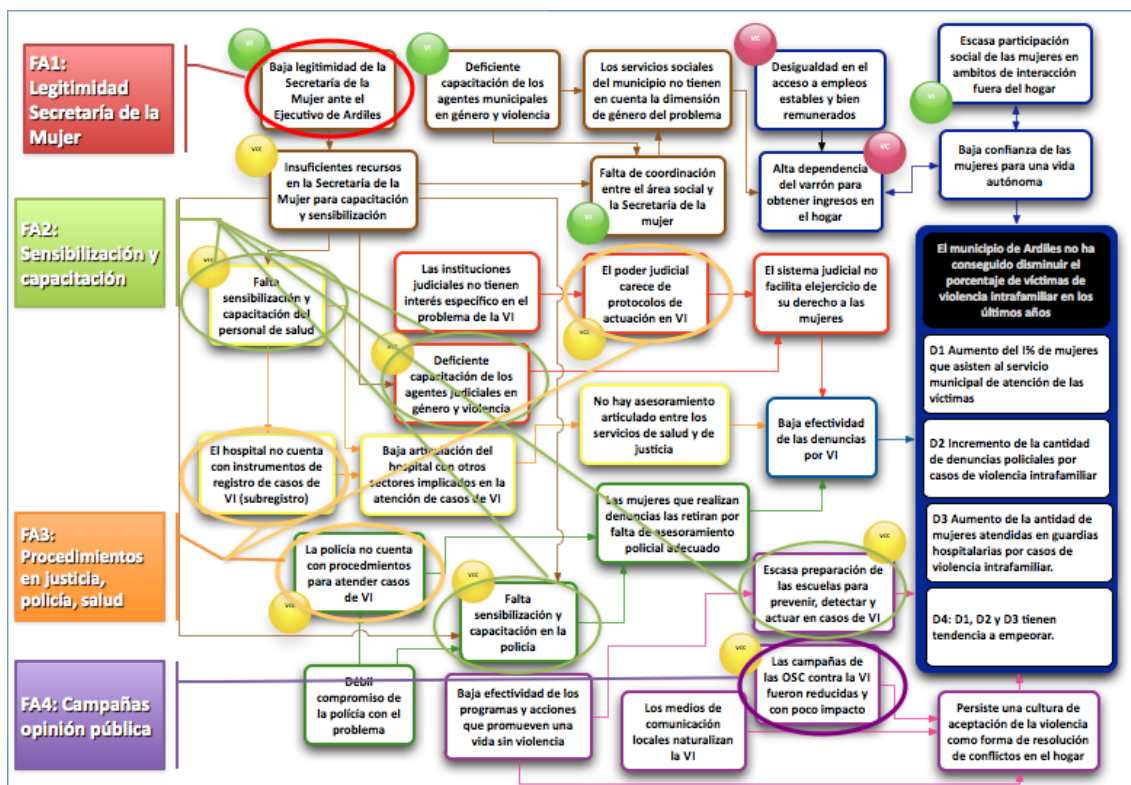 FA1:
Legitimidad
Secretaría de la
Mujer
VI
Baja legitimidad de la
Secretaría de la
Mujer ante el
Ejecutivo de Ardiles
VI
Deficiente
capacitación de los
agentes municipales
en género y violencia
Los servicios sociales
del municipio no tienen
en cuenta la dimensión
de género del problema
VC
Desigualdad en el
acceso a empleos
estables y bien
remunerados
Escasa participación
social de las mujeres en
ambitos de interacción
fuera del hogar
VI
VCC
Insuficientes recursos
en la Secretaría de la
Mujer para capacitación
y sensibilización
Falta de coordinación
entre el área social y
la Secretaría de la
mujer
VI
VC
Alta dependencia
del varrón para
obtener ingresos en
el hogar
Baja confianza de las
mujeres para una vida
autónoma
FA2:
Sensibilización y
capacitación
VCC
Falta
sensibilización y
capacitación del
personal de salud
Las instituciones
judiciales no tienen
interés especifico en el
problema de la VI
El poder judicial
carece de
protocolos de
actuación en VI
VCC
El sistema judicial no
facilita elejercicio de
su derecho a las
mujeres
El municipio de Ardiles no ha
conseguido disminuir el
porcentaje de víctimas de
violencia intrafamiliar en los
últimos años
VCC
Deficiente
capacitación de los
agentes judiciales en
género y violencia
No hay asesoramiento
articulado entre los
servicios de salud y de
justicia
Baja efectividad
de las denuncias
por VI
D1 Aumento del I% de mujeres
que asisten al servicio
municipal de atención de las
víctimas
El hospital no cuenta
con instrumentos de
registro de casos de
VI (subregistro)
Baja articulación del
hospital con otros
sectores implicados en la
atención de casos de VI
D2 Incremento de la cantidad
de denuncias policiales por
casos de violencia intrafamiliar
FA3:
Procedimientos
en justicia,
policía, salud
La policía no cuenta
con procedmientos
para atender casos
de VI
VCC
Las mujeres que realizan
denuncias las retiran por
falta de asesoramiento
policial adecuado
D3 Aumento de la antidad de
mujeres atendidas en guardias
hospitalarias por casos de
violencia intrafamiliar.
VCC
Falta
sensibilización y
capacitación en la
policía
VCC
Escasa preparación de
las escuelas para
prevenir, detectar y
actuar en casos de VI
D4: D1, D2 y D3 tienen
tendencia a empeorar.
FA4: Campañas
opinión pública
Débil
compromiso de
la polícía con el
problema
Baja efectividad de los
programas y acciones
que promueven una
vida sin violencia
Los medios de
comunicación
locales naturalizan
la VI
VCC
Las campañas de
las OSC contra la VI
fueron reducidas y
con poco impacto
Persiste una cultura de
aceptación de la violencia
como forma de resolución
de conflictos en el hogar